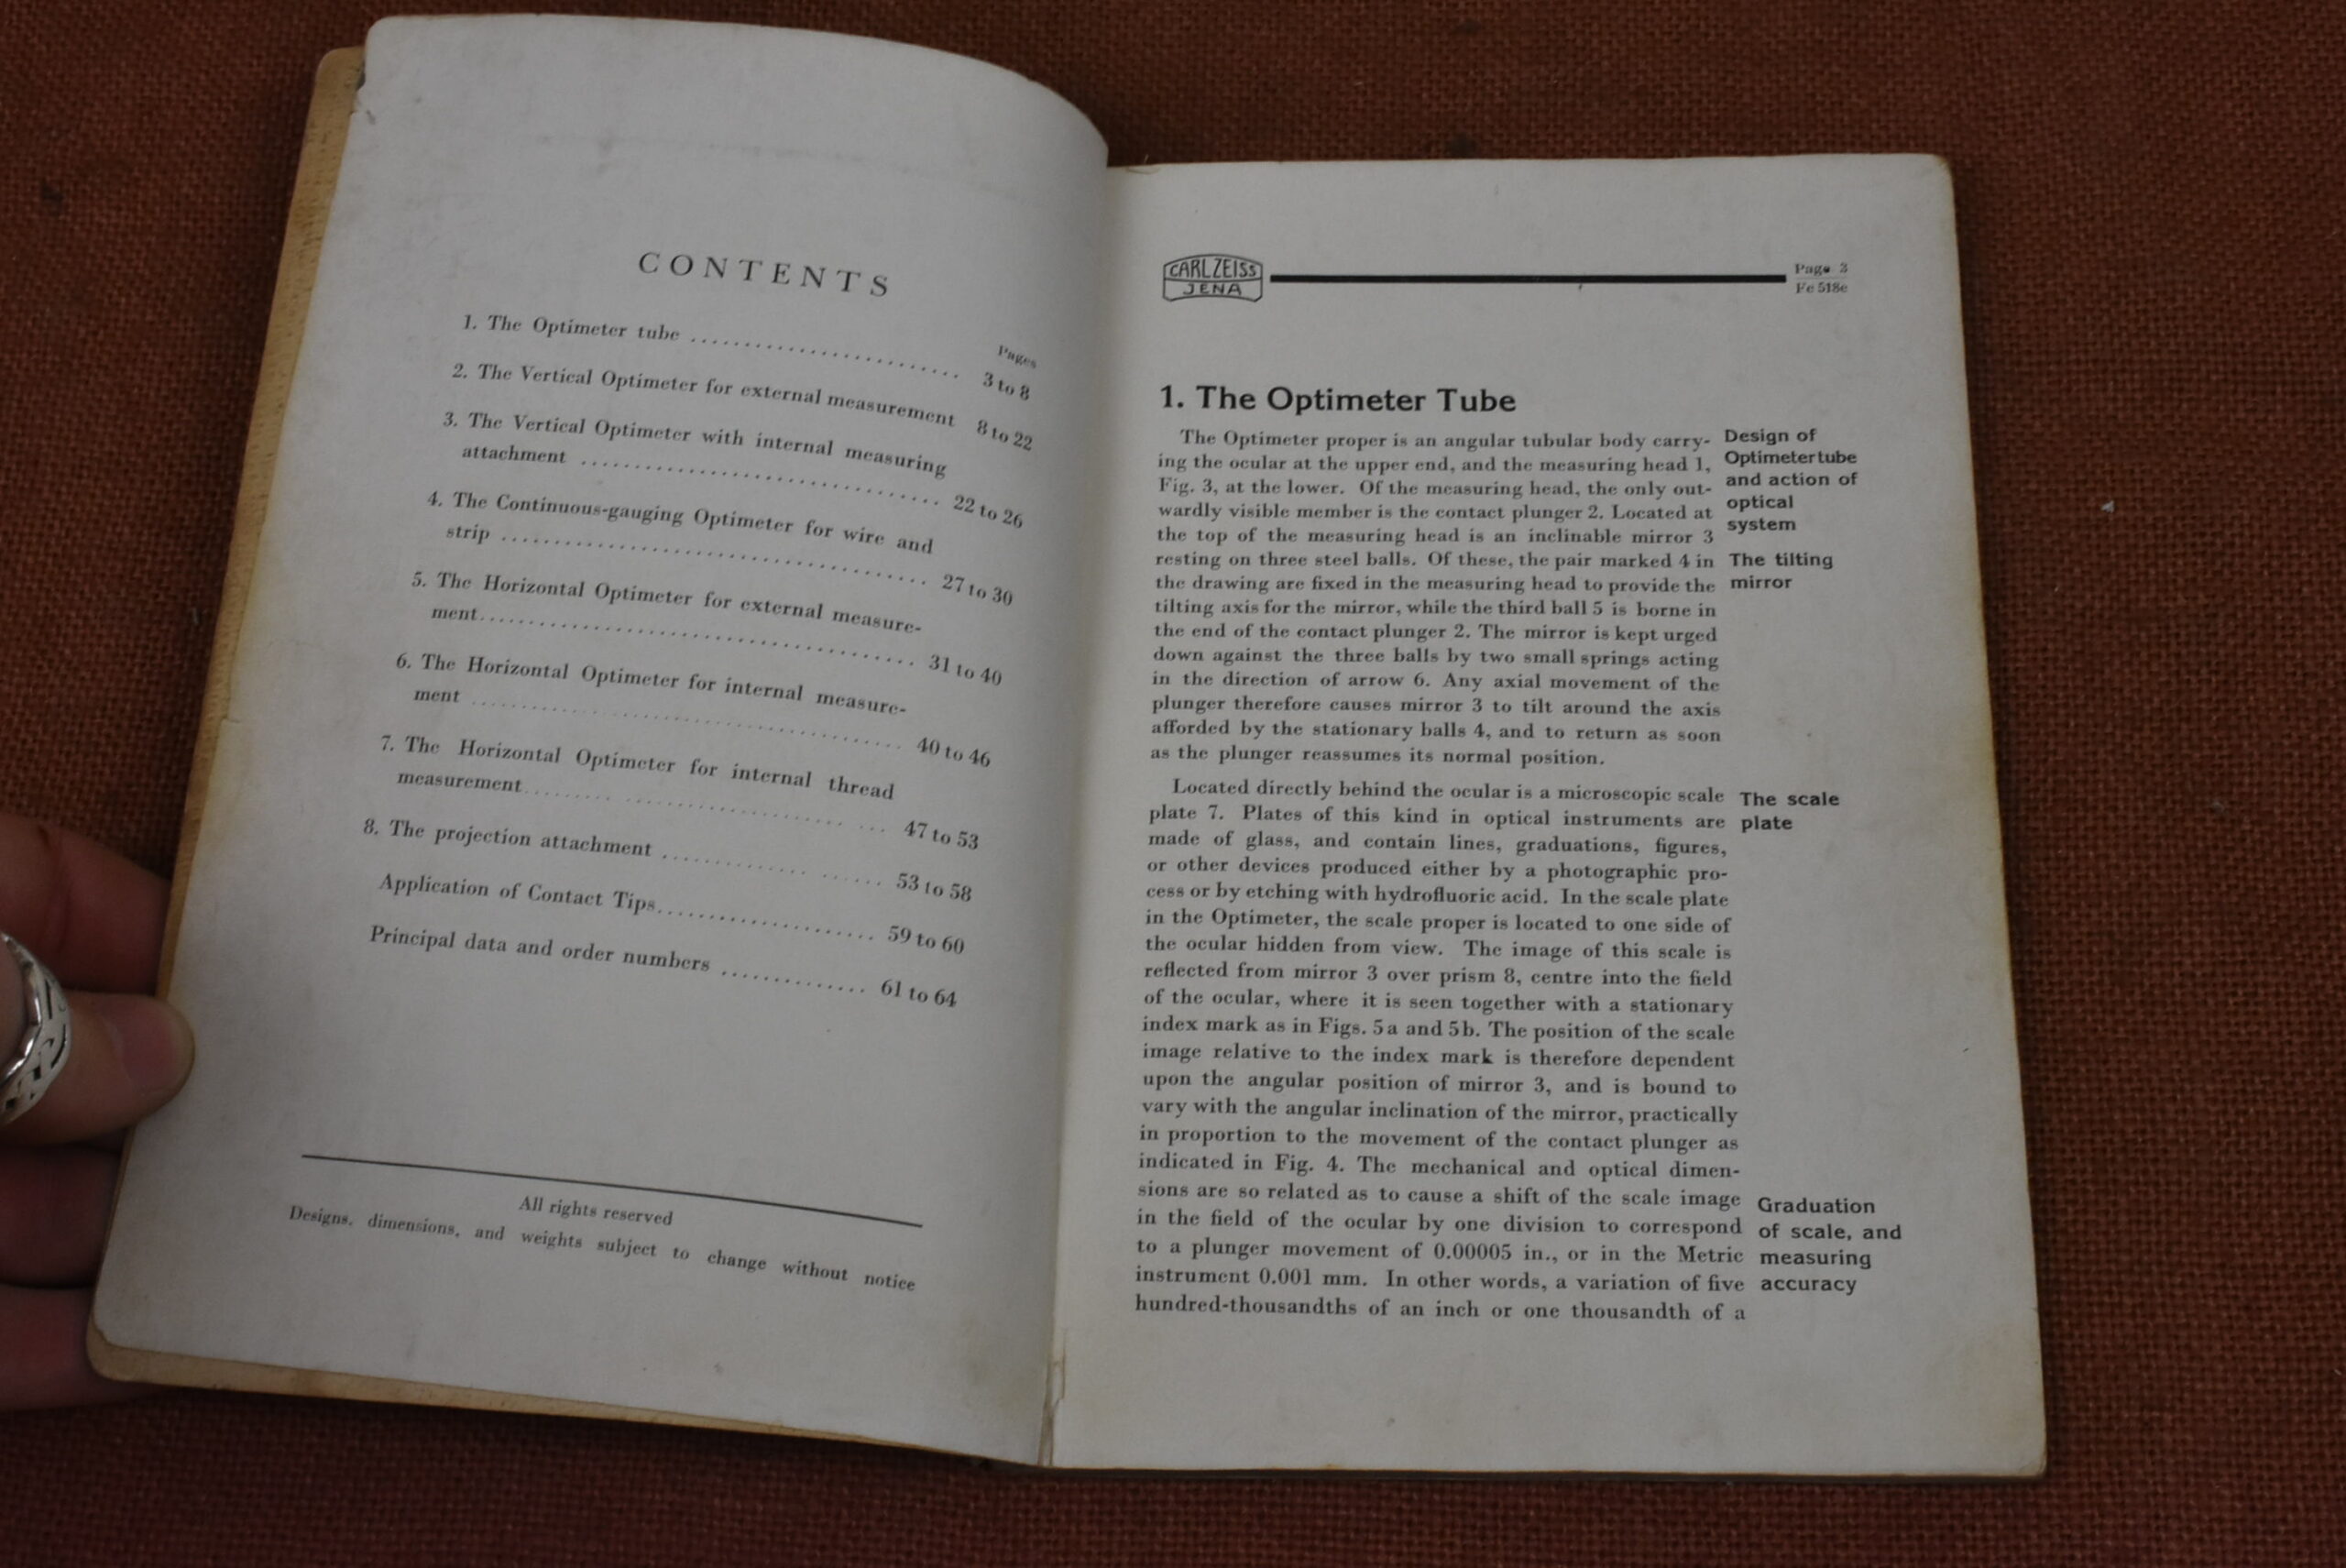 CONTENTS
Pages
1. The Optimeter tube ........................ 3 to 8
2. The Vertical Optimeter for external measurement 8 to 22
3. The Vertical Optimeter with internal measuring
attachment .................................. 22 to 26
4. The Continuous-gauging Optimeter for wire and
strip ........................................ 27 to 30
5. The Horizontal Optimeter for external measure-
ment......................................... 31 to 40
6. The Horizontal Optimeter for internal measure-
ment ........................................ 40 to 46
7. The Horizontal Optimeter for internal thread
measurement.................................. 47 to 53
8. The projection attachment ..................... 53 to 58
Application of Contact Tips..................... 59 to 60
Principal data and order numbers .............. 61 to 64
All rights reserved
Designs, dimensions, and weights subject to change without notice
CARL ZEISS
JENA
Page 3
Fe 518e
1. The Optimeter Tube
The Optimeter proper is an angular tubular body carry-
ing the ocular at the upper end, and the measuring head 1,
Fig. 3, at the lower. Of the measuring head, the only out-
wardly visible member is the contact plunger 2. Located at
the top of the measuring head is an inclinable mirror 3
resting on three steel balls. Of these, the pair marked 4 in
the drawing are fixed in the measuring head to provide the
tilting axis for the mirror, while the third ball 5 is borne in
the end of the contact plunger 2. The mirror is kept urged
down against the three balls by two small springs acting
in the direction of arrow 6. Any axial movement of the
plunger therefore causes mirror 3 to tilt around the axis
afforded by the stationary balls 4, and to return as soon
as the plunger reassumes its normal position.
Design of
Optimeter tube
and action of
optical
system
The tilting
mirror
Located directly behind the ocular is a microscopic scale
plate 7. Plates of this kind in optical instruments are
made of glass, and contain lines, graduations, figures,
or other devices produced either by a photographic pro-
cess or by etching with hydrofluoric acid. In the scale plate
in the Optimeter, the scale proper is located to one side of
the ocular hidden from view. The image of this scale is
reflected from mirror 3 over prism 8, centre into the field
of the ocular, where it is seen together with a stationary
index mark as in Figs. 5a and 5b. The position of the scale
image relative to the index mark is therefore dependent
upon the angular position of mirror 3, and is bound to
vary with the angular inclination of the mirror, practically
in proportion to the movement of the contact plunger as
indicated in Fig. 4. The mechanical and optical dimen-
sions are so related as to cause a shift of the scale image
in the field of the ocular by one division to correspond
to a plunger movement of 0.00005 in., or in the Metric
instrument 0.001 mm. In other words, a variation of five
hundred-thousandths of an inch or one thousandth of a
The scale
plate
Graduation
of scale, and
measuring
accuracy